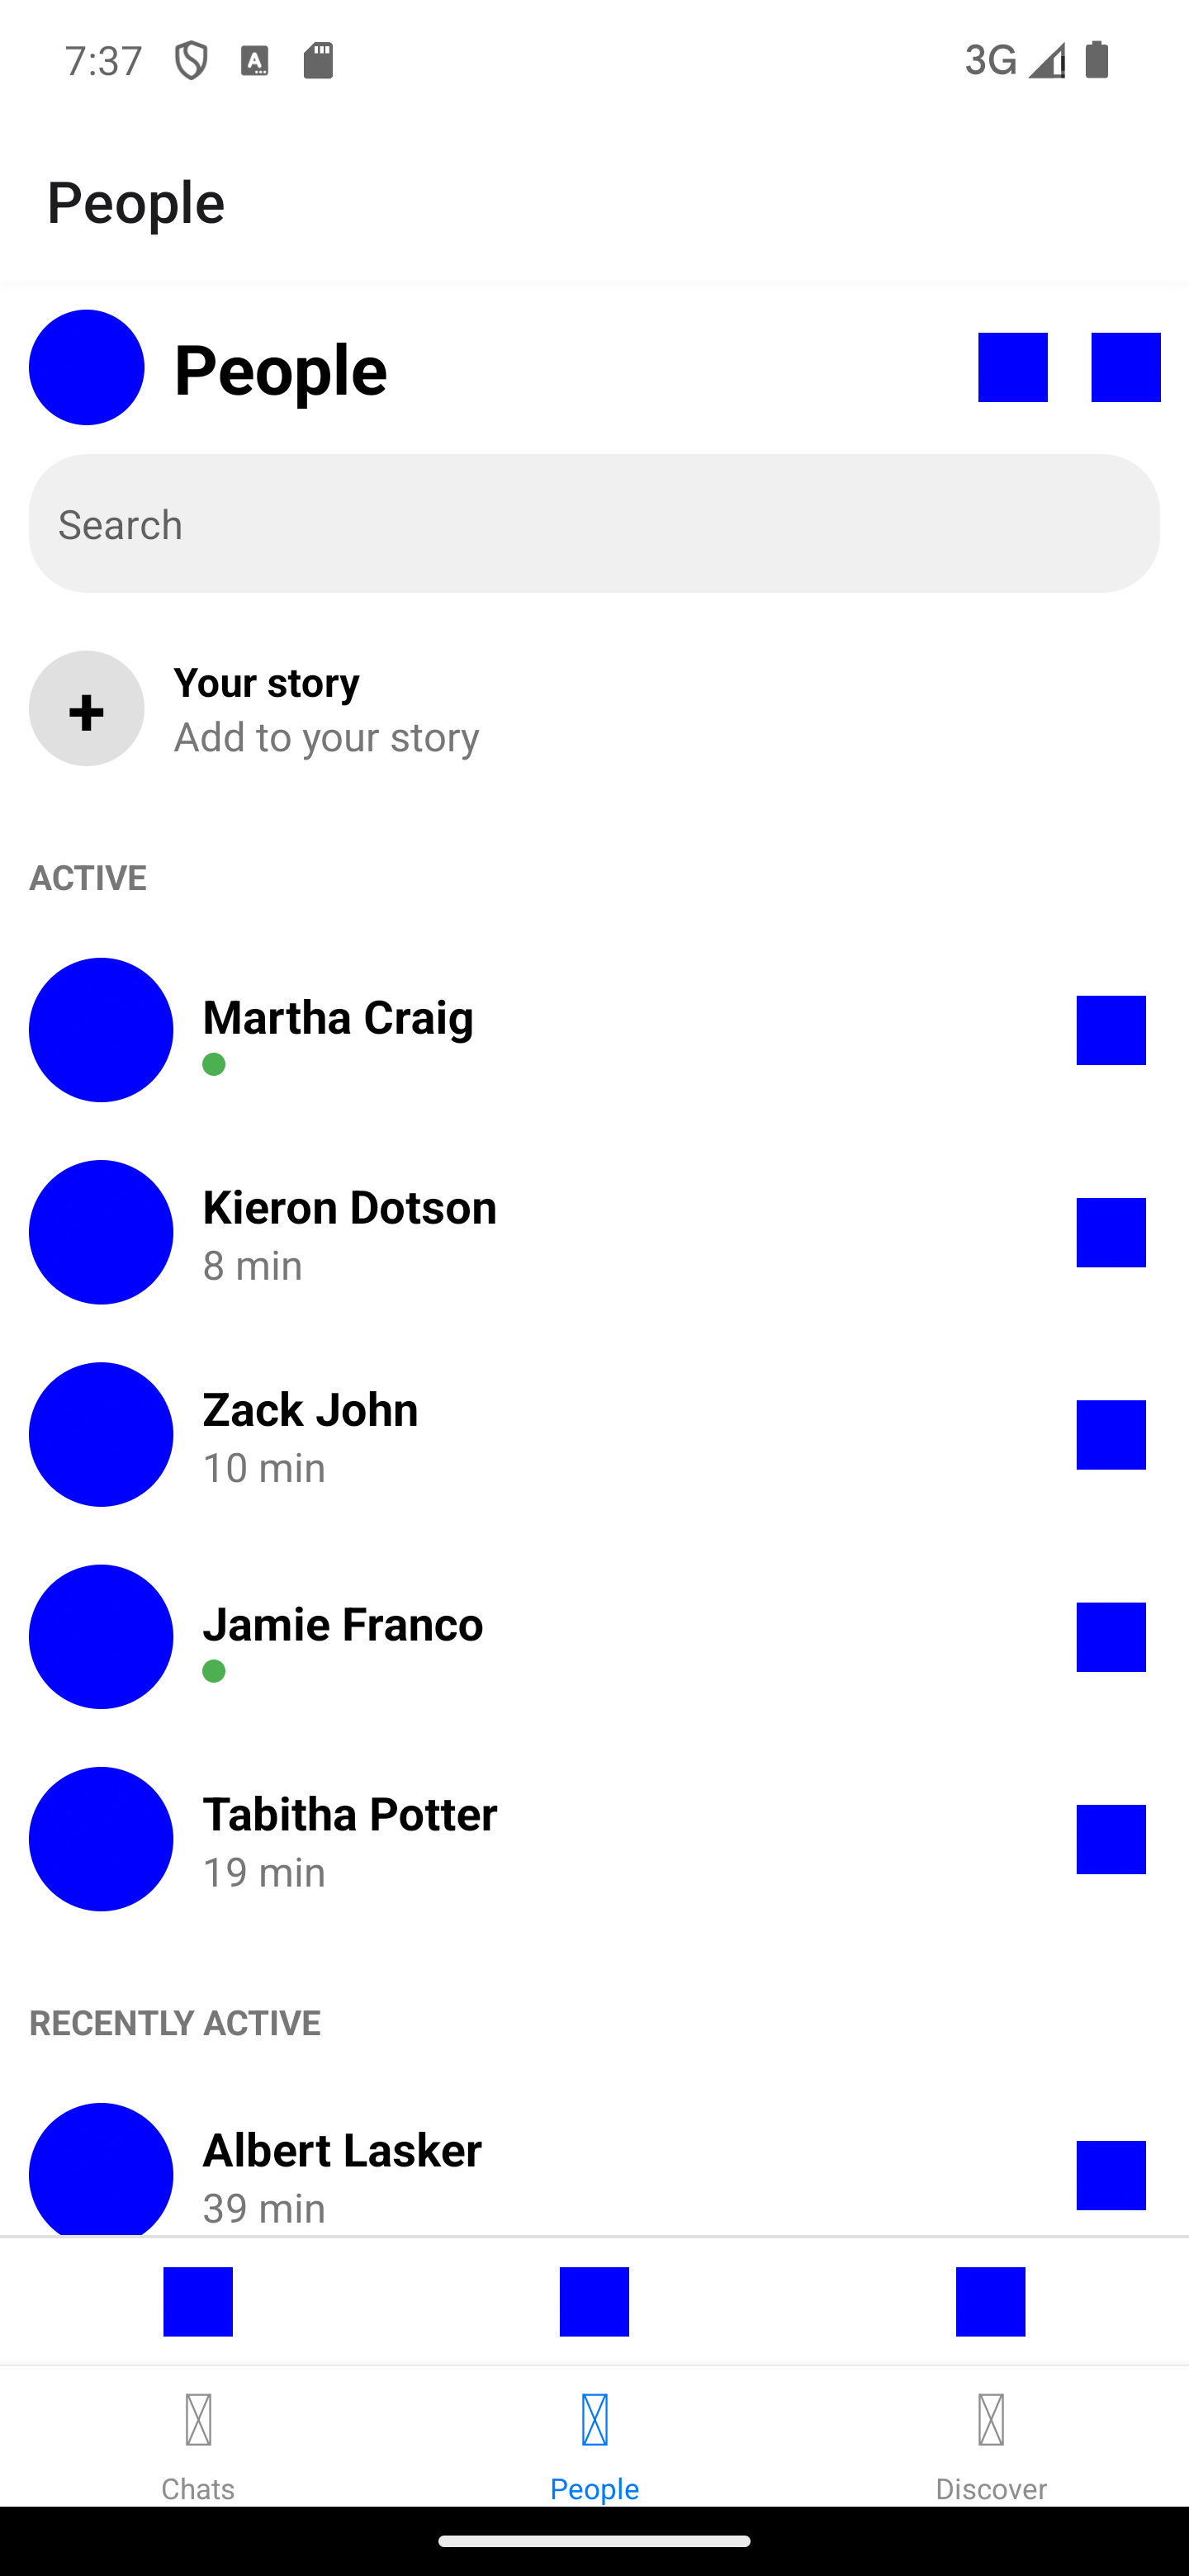 7:37
3G
People
People
Search
+
Your story
Add to your story
ACTIVE
Martha Craig
Kieron Dotson
8 min
Zack John
10 min
Jamie Franco
Tabitha Potter
19 min
RECENTLY ACTIVE
Albert Lasker
39 min
Chats
People
Discover